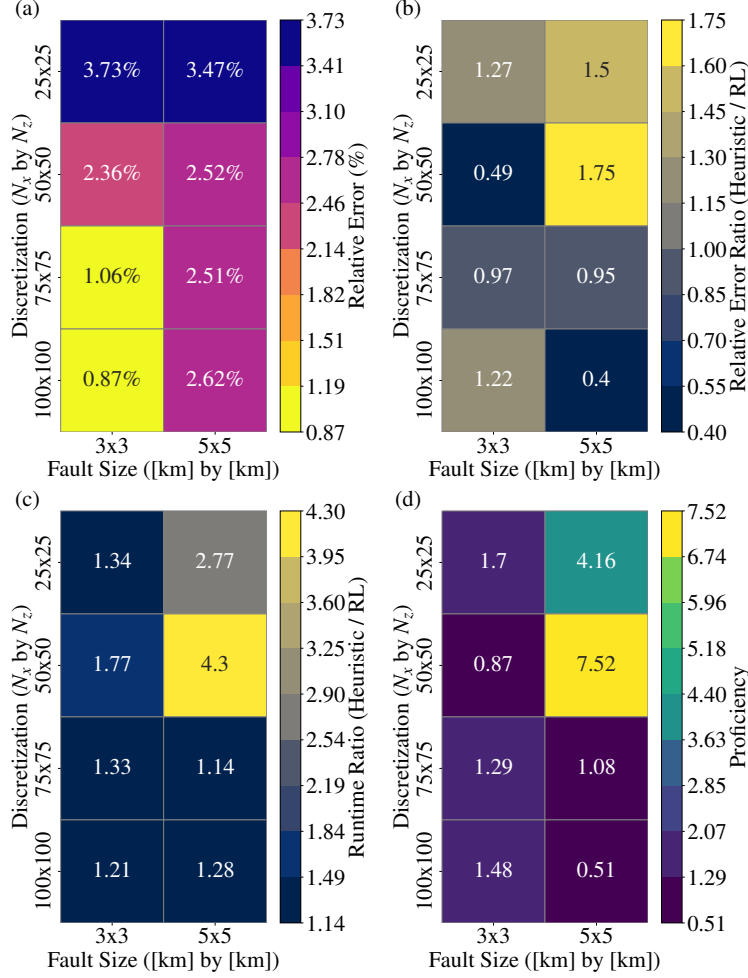 (a)
Discretization (Nx by Nz)
25x25
50x50
75x75
100x100
3.73% 3.47%
2.36% 2.52%
1.06% 2.51%
0.87% 2.62%
3x3 5x5
Fault Size ([km] by [km])
3.73
3.41
3.10
2.78
2.46
2.14
1.82
1.51
1.19
0.87
Relative Error (%)
(b)
Discretization (Nx by Nz)
25x25
50x50
75x75
100x100
1.27 1.5
0.49 1.75
0.97 0.95
1.22 0.4
3x3 5x5
Fault Size ([km] by [km])
1.75
1.60
1.45
1.30
1.15
1.00
0.85
0.70
0.55
0.40
Relative Error Ratio (Heuristic / RL)
(c)
Discretization (Nx by Nz)
25x25
50x50
75x75
100x100
1.34 2.77
1.77 4.3
1.33 1.14
1.21 1.28
3x3 5x5
Fault Size ([km] by [km])
4.30
3.95
3.60
3.25
2.90
2.54
2.19
1.84
1.49
1.14
Runtime Ratio (Heuristic / RL)
(d)
Discretization (Nx by Nz)
25x25
50x50
75x75
100x100
1.7 4.16
0.87 7.52
1.29 1.08
1.48 0.51
3x3 5x5
Fault Size ([km] by [km])
7.52
6.74
5.96
5.18
4.40
3.63
2.85
2.07
1.29
0.51
Proficiency